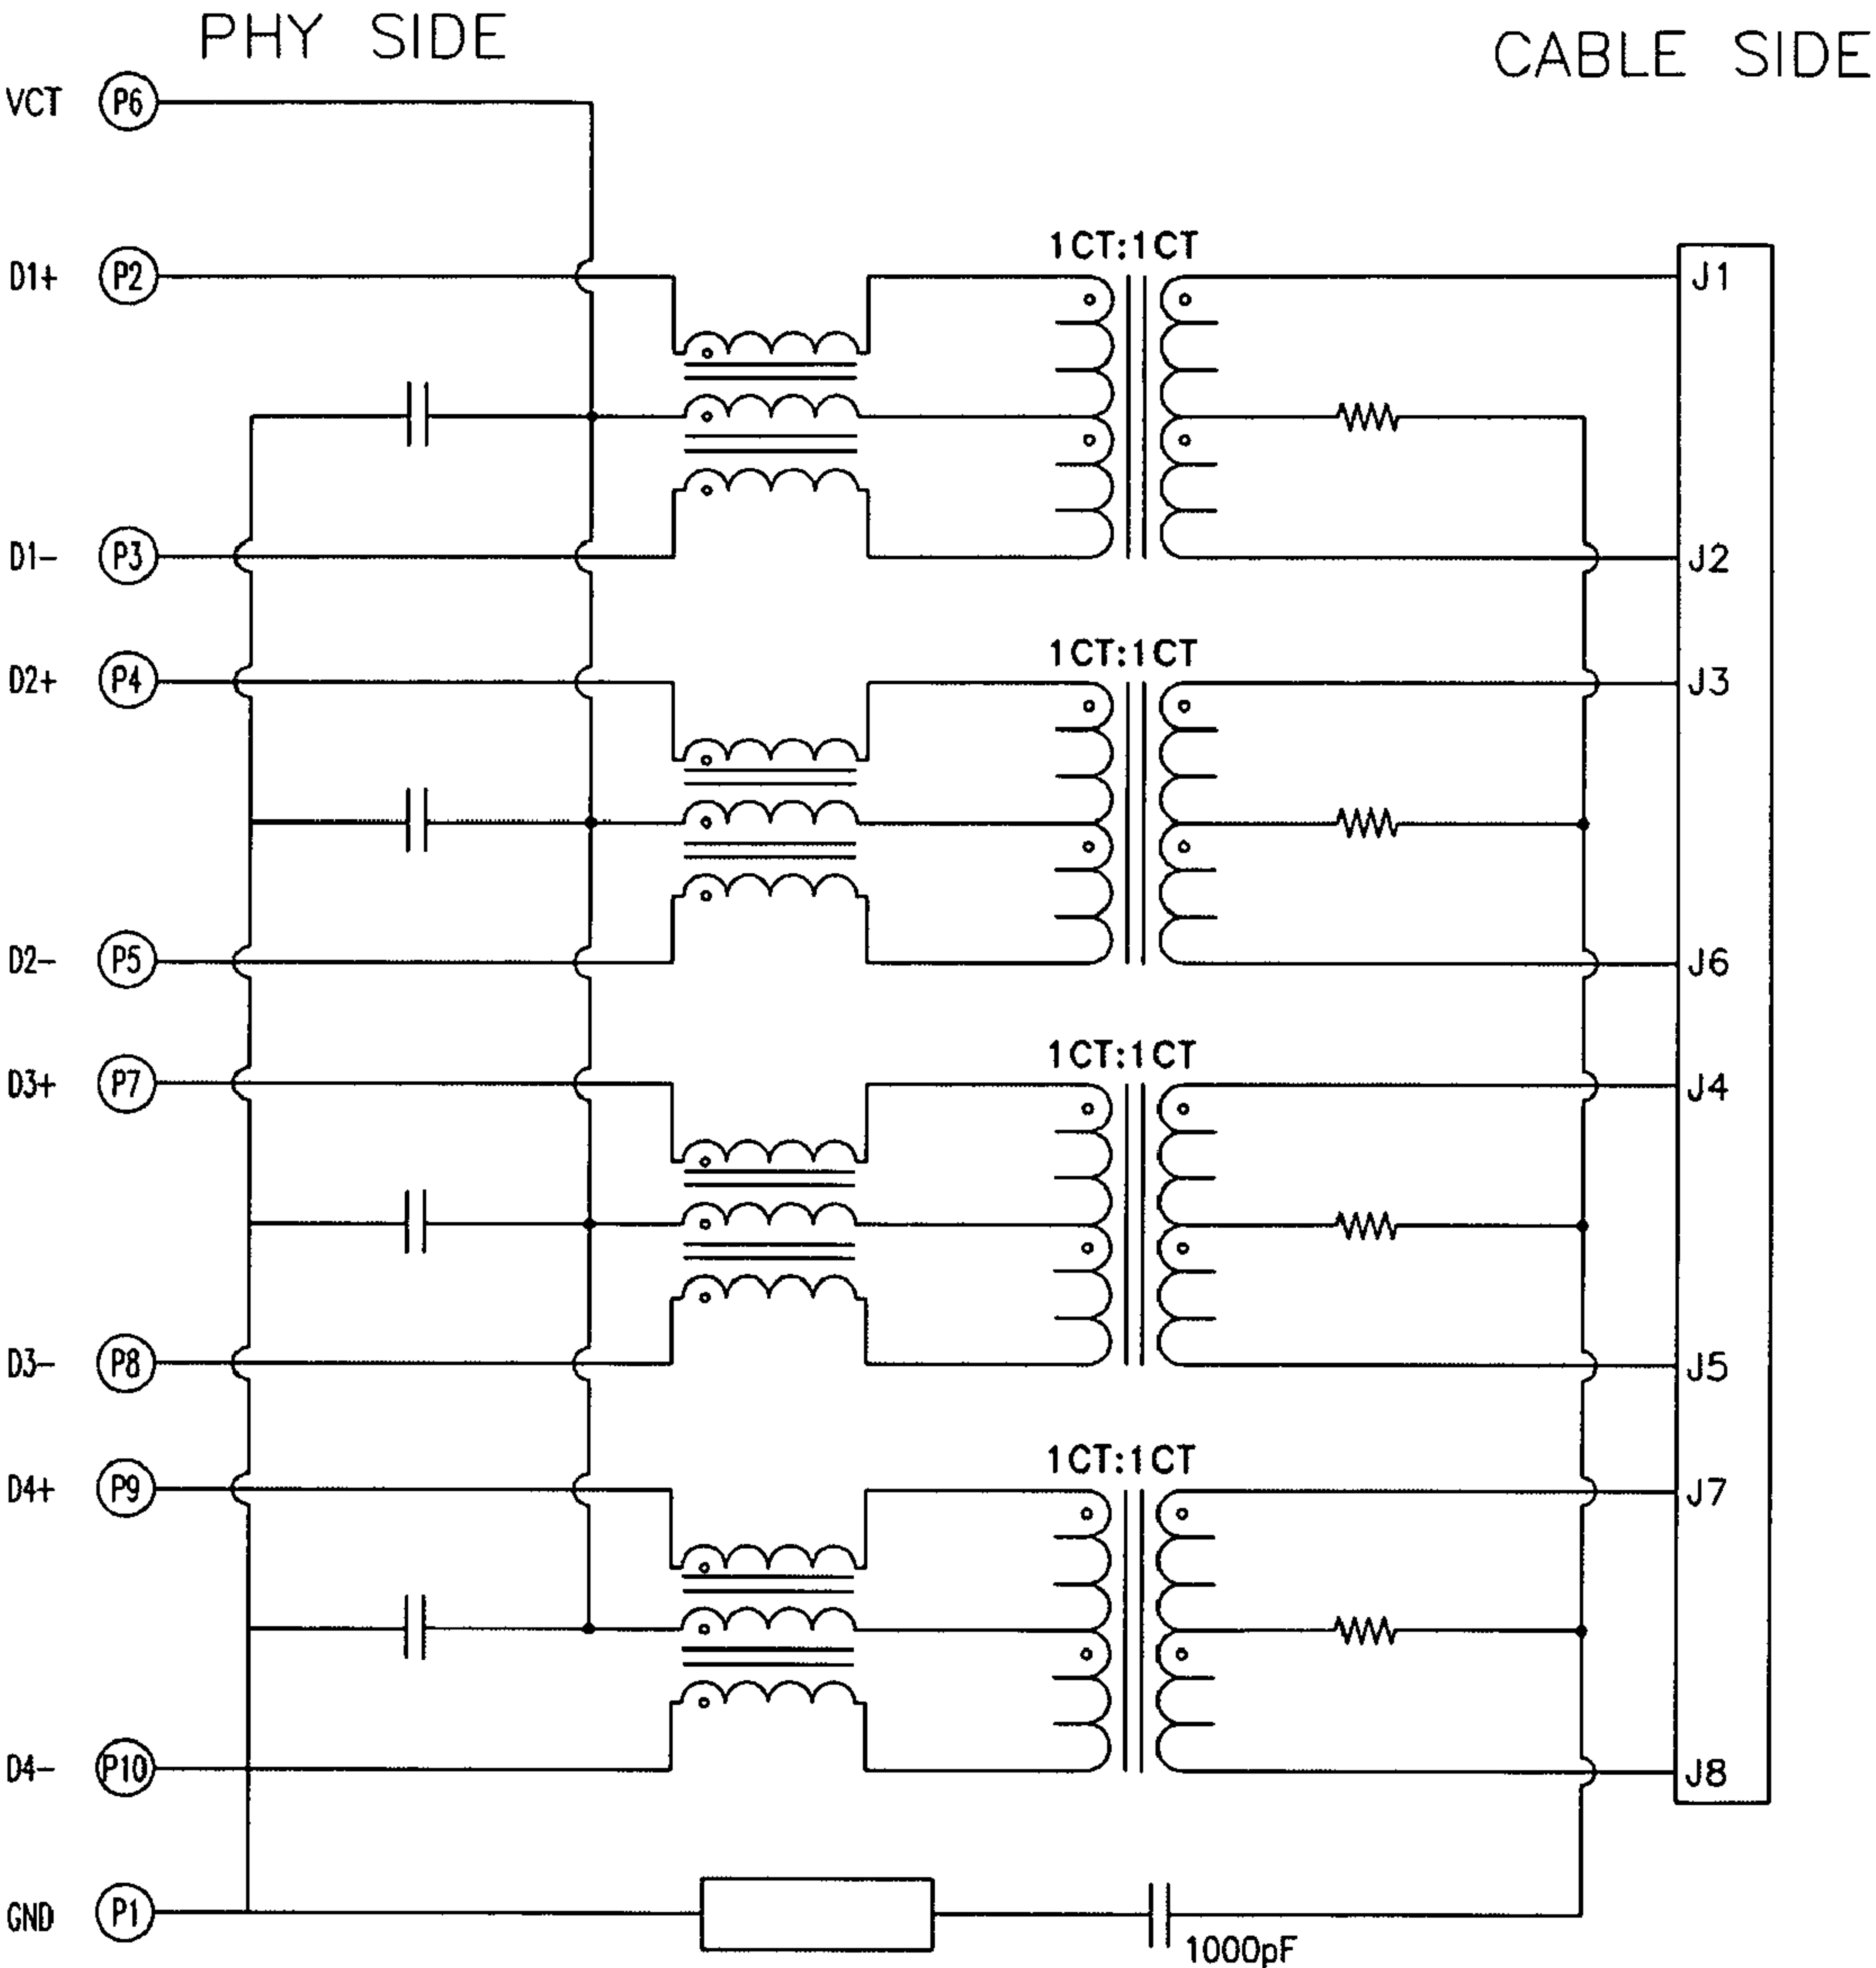 PHY SIDE
CABLE SIDE
VCT P6
1CT:1CT
D1+ P2 J1
D1- P3 J2
1CT:1CT
D2+ P4 J3
D2- P5 J6
1CT:1CT
D3+ P7 J4
D3- P8 J5
1CT:1CT
D4+ P9 J7
D4- P10 J8
GND P1
1000pF